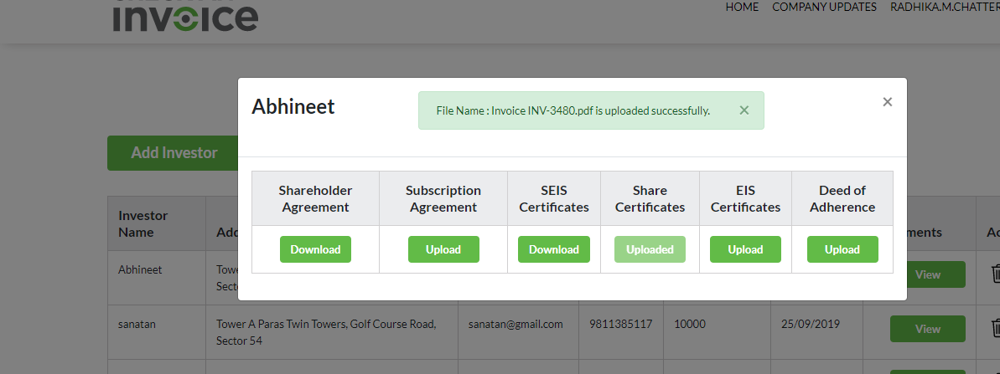 invoice
HOME COMPANY UPDATES RADHIKA.M.CHATTER
Abhineet
File Name : Invoice INV-3480.pdf is uploaded successfully. ×
×
Add Investor
Shareholder Agreement
Subscription Agreement
SEIS Certificates
Share Certificates
EIS Certificates
Deed of Adherence
Download Upload Download Uploaded Upload Upload
Investor Name
Add
ments
Ac
Abhineet
Towe
Secto
View
sanatan
Tower A Paras Twin Towers, Golf Course Road,
Sector 54
sanatan@gmail.com 9811385117 10000 25/09/2019 View